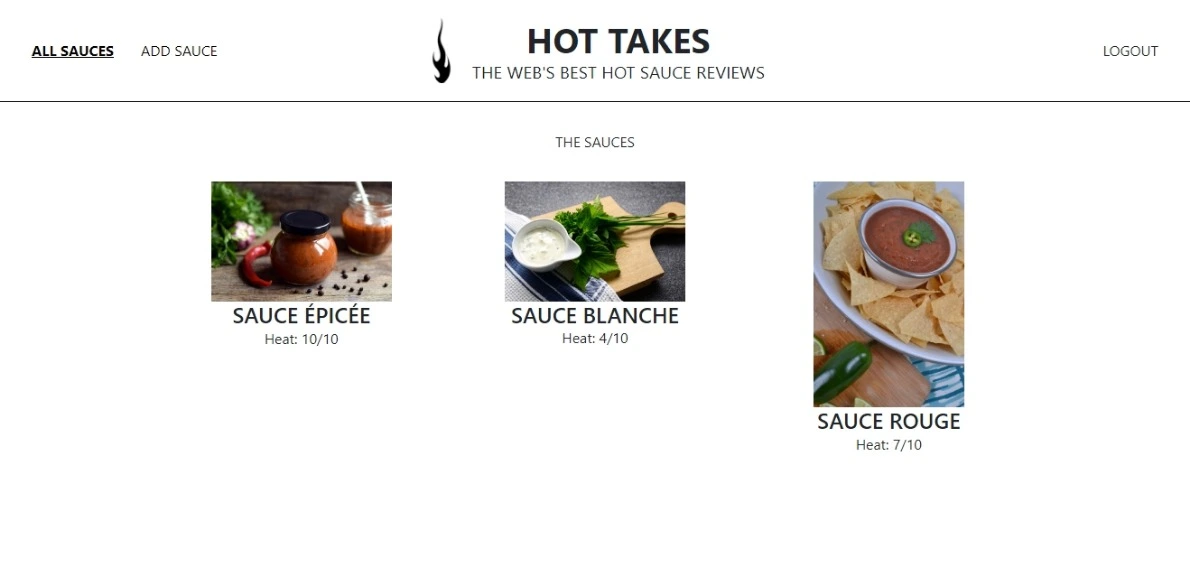 ALL SAUCES
ADD SAUCE
HOT TAKES
THE WEB'S BEST HOT SAUCE REVIEWS
LOGOUT
THE SAUCES
SAUCE ÉPICÉE
Heat: 10/10
SAUCE BLANCHE
Heat: 4/10
SAUCE ROUGE
Heat: 7/10